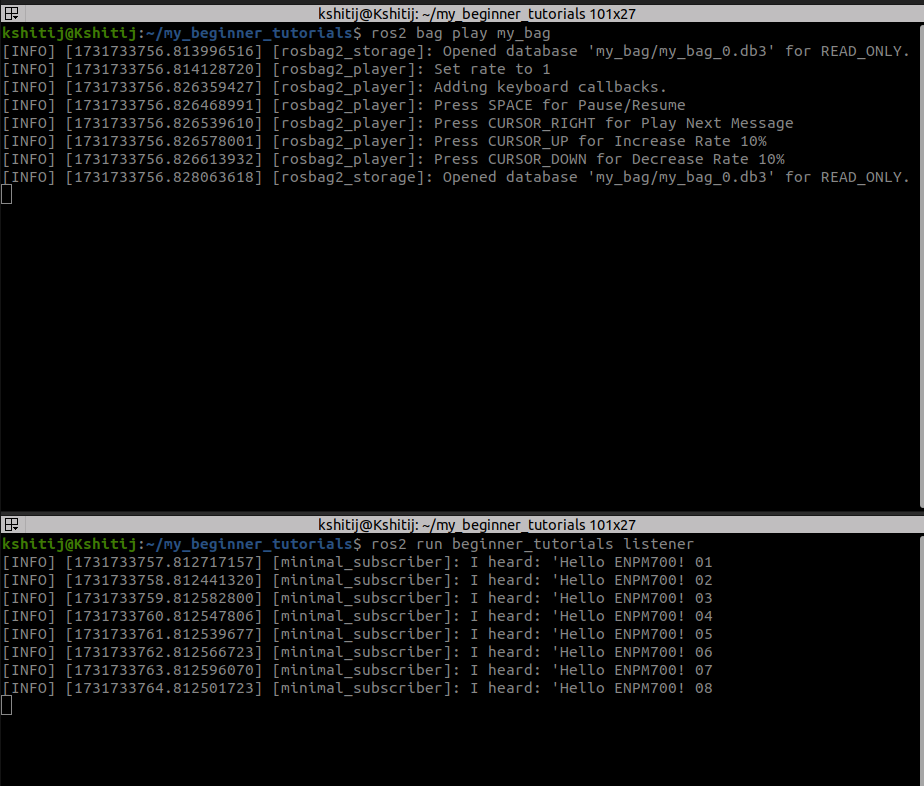 kshitij@Kshitij: ~/my_beginner_tutorials 101x27
kshitij@Kshitij:~/my_beginner_tutorials$ ros2 bag play my_bag
[INFO] [1731733756.813996516] [rosbag2_storage]: Opened database 'my_bag/my_bag_0.db3' for READ_ONLY.
[INFO] [1731733756.814128720] [rosbag2_player]: Set rate to 1
[INFO] [1731733756.826359427] [rosbag2_player]: Adding keyboard callbacks.
[INFO] [1731733756.826468991] [rosbag2_player]: Press SPACE for Pause/Resume
[INFO] [1731733756.826539610] [rosbag2_player]: Press CURSOR_RIGHT for Play Next Message
[INFO] [1731733756.826578001] [rosbag2_player]: Press CURSOR_UP for Increase Rate 10%
[INFO] [1731733756.826613932] [rosbag2_player]: Press CURSOR_DOWN for Decrease Rate 10%
[INFO] [1731733756.828063618] [rosbag2_storage]: Opened database 'my_bag/my_bag_0.db3' for READ_ONLY.
kshitij@Kshitij: ~/my_beginner_tutorials 101x27
kshitij@Kshitij:~/my_beginner_tutorials$ ros2 run beginner_tutorials listener
[INFO] [1731733757.812717157] [minimal_subscriber]: I heard: 'Hello ENPM700! 01
[INFO] [1731733758.812441320] [minimal_subscriber]: I heard: 'Hello ENPM700! 02
[INFO] [1731733759.812582800] [minimal_subscriber]: I heard: 'Hello ENPM700! 03
[INFO] [1731733760.812547806] [minimal_subscriber]: I heard: 'Hello ENPM700! 04
[INFO] [1731733761.812539677] [minimal_subscriber]: I heard: 'Hello ENPM700! 05
[INFO] [1731733762.812566723] [minimal_subscriber]: I heard: 'Hello ENPM700! 06
[INFO] [1731733763.812596070] [minimal_subscriber]: I heard: 'Hello ENPM700! 07
[INFO] [1731733764.812501723] [minimal_subscriber]: I heard: 'Hello ENPM700! 08